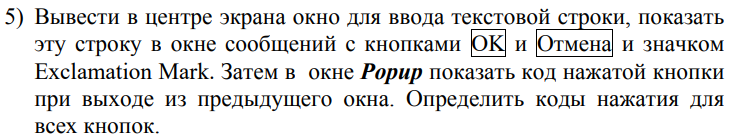 5) Вывести в центре экрана окно для ввода текстовой строки, показать
эту строку в окне сообщений с кнопками OK и Отмена и значком
Exclamation Mark. Затем в окне Popup показать код нажатой кнопки
при выходе из предыдущего окна. Определить коды нажатия для
всех кнопок.